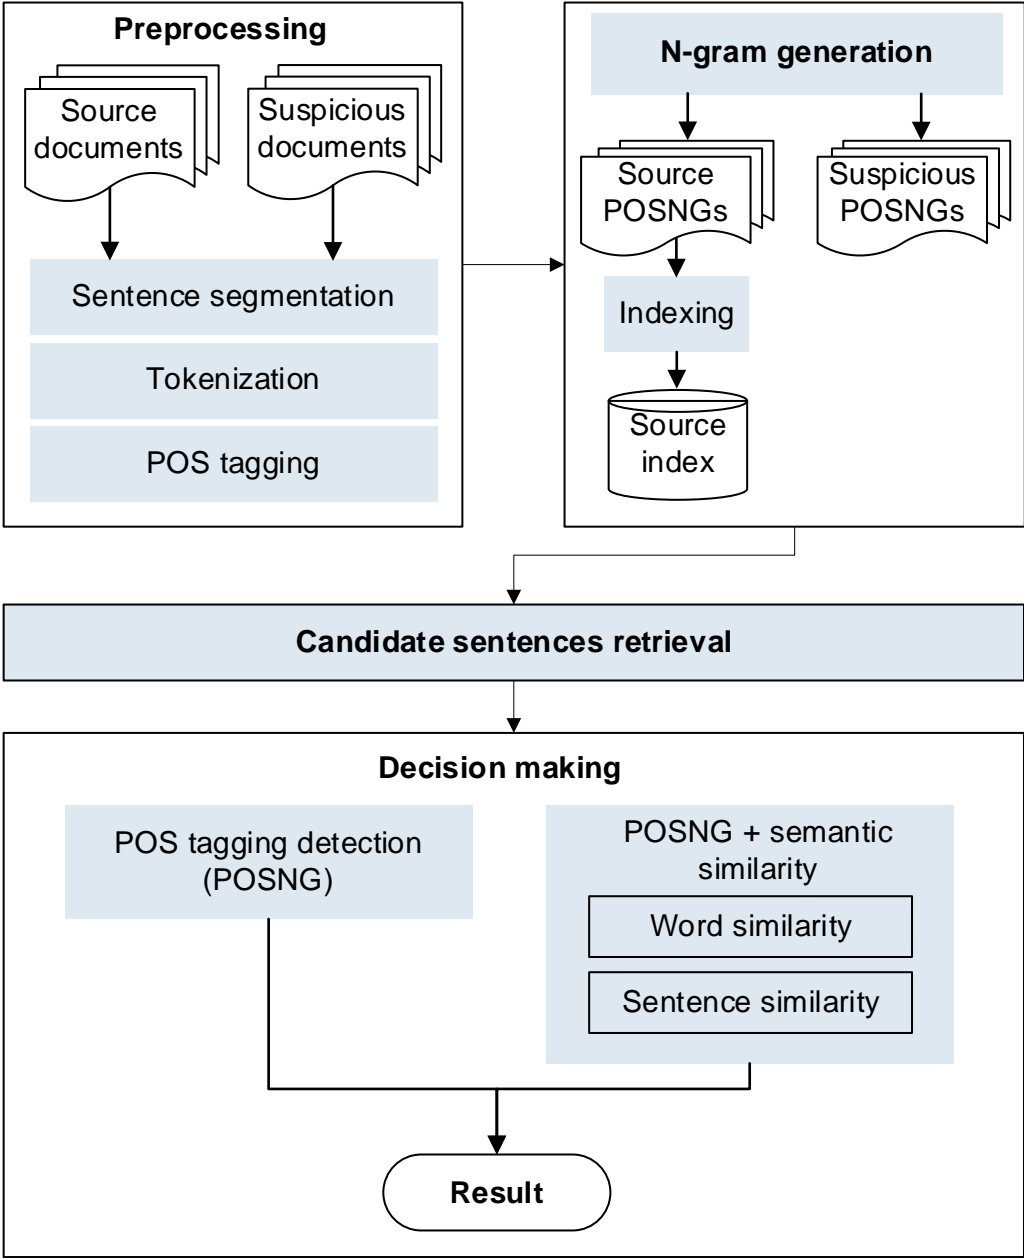 Preprocessing
Source
documents
Suspicious
documents
Sentence segmentation
Tokenization
POS tagging
N-gram generation
Source
POSNGs
Suspicious
POSNGs
Indexing
Source
index
Candidate sentences retrieval
Decision making
POS tagging detection
(POSNG)
POSNG + semantic
similarity
Word similarity
Sentence similarity
Result